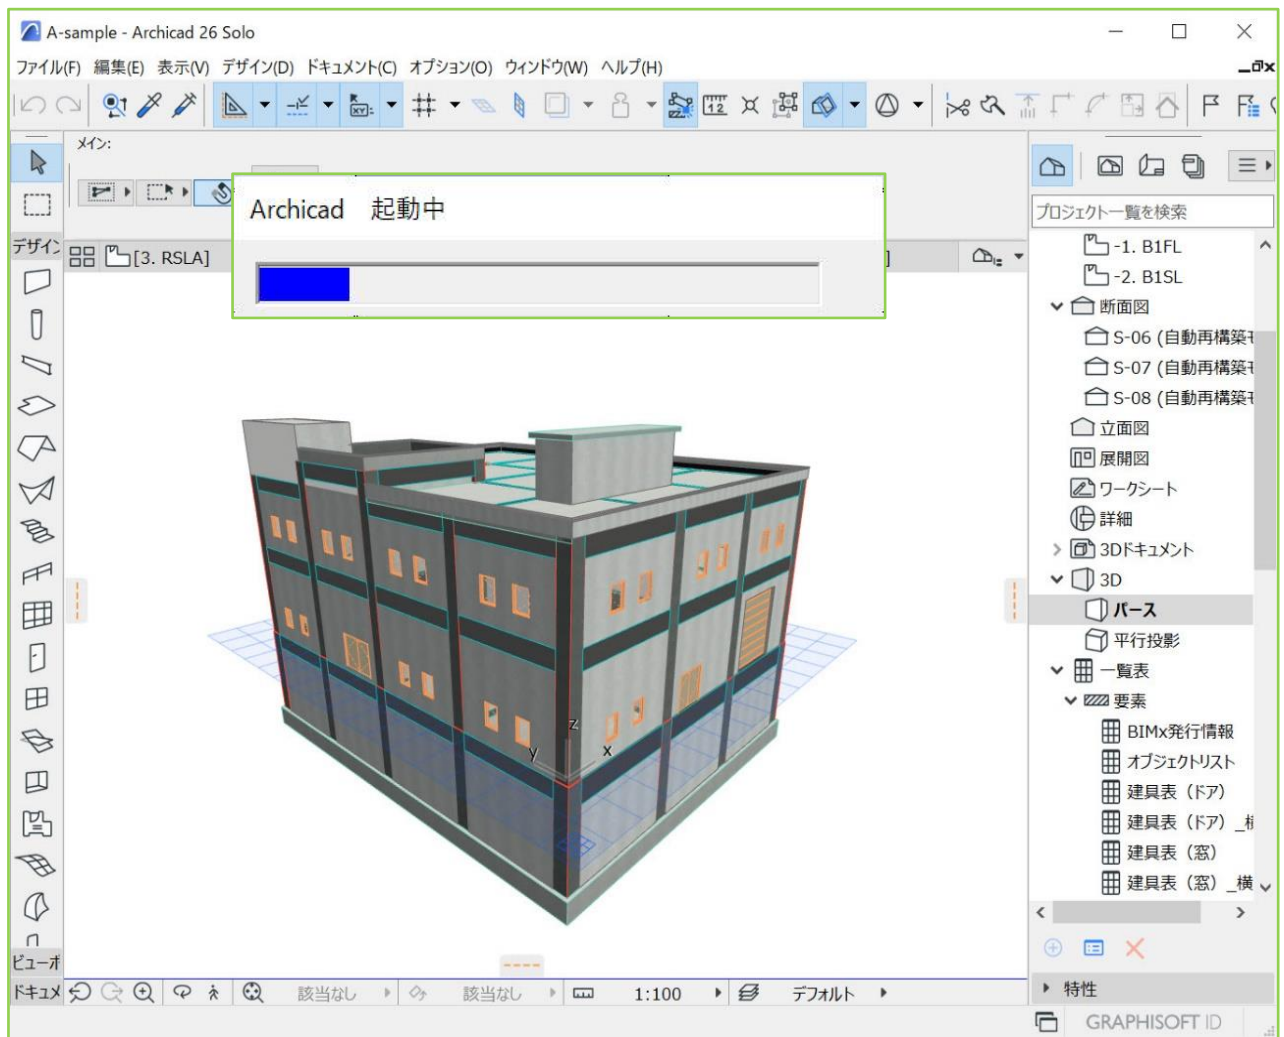 A-sample - Archicad 26 Solo
ファイル(F) 編集(E) 表示(V) デザイン(D) ドキュメント(C) オプション(O) ウィンドウ(W) ヘルプ(H)
メイン:
Archicad 起動中
デザイン
[3. RSLA]
プロジェクト一覧を検索
-1. B1FL
-2. B1SL
断面図
S-06 (自動再構築モ
S-07 (自動再構築モ
S-08 (自動再構築モ
立面図
展開図
ワークシート
詳細
3Dドキュメント
3D
パース
平行投影
一覧表
要素
BIMx発行情報
オブジェクトリスト
建具表（ドア）
建具表（ドア）_横
建具表（窓）
建具表（窓）_横
z
y
x
ビューポ
ドキュメ
該当なし
該当なし
1:100
デフォルト
特性
GRAPHISOFT ID